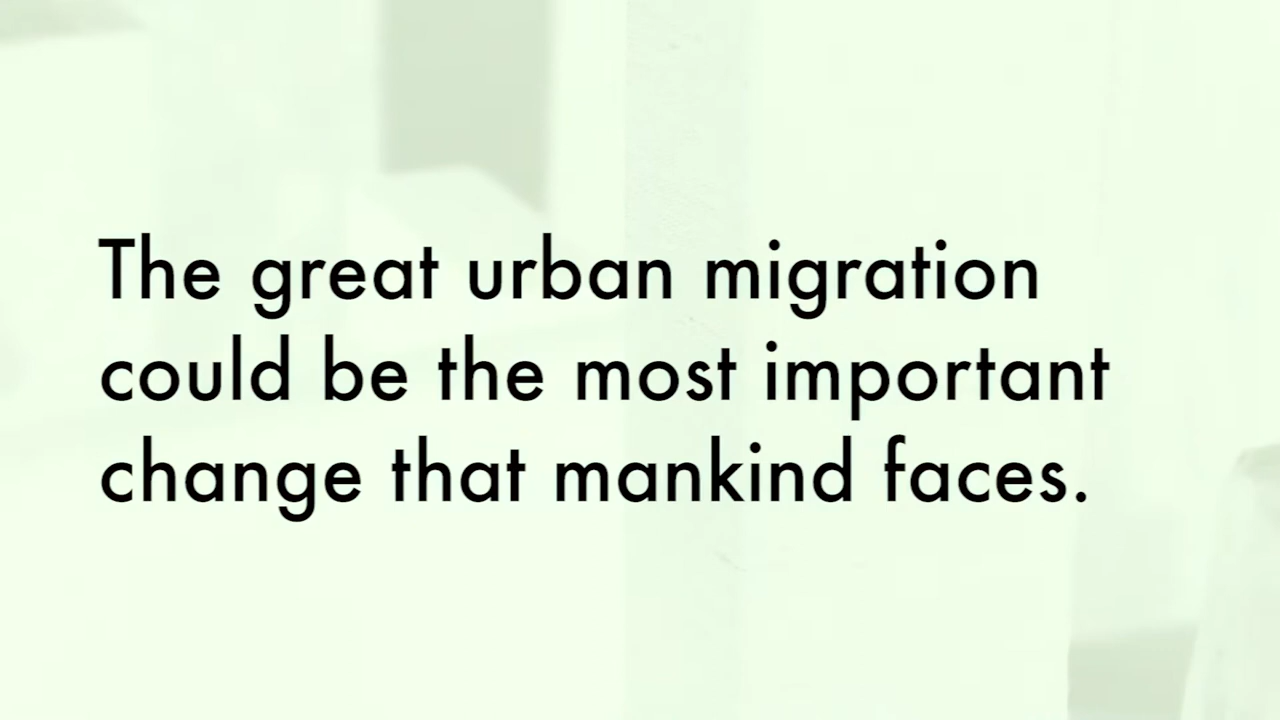 The great urban migration
could be the most important
change that mankind faces.